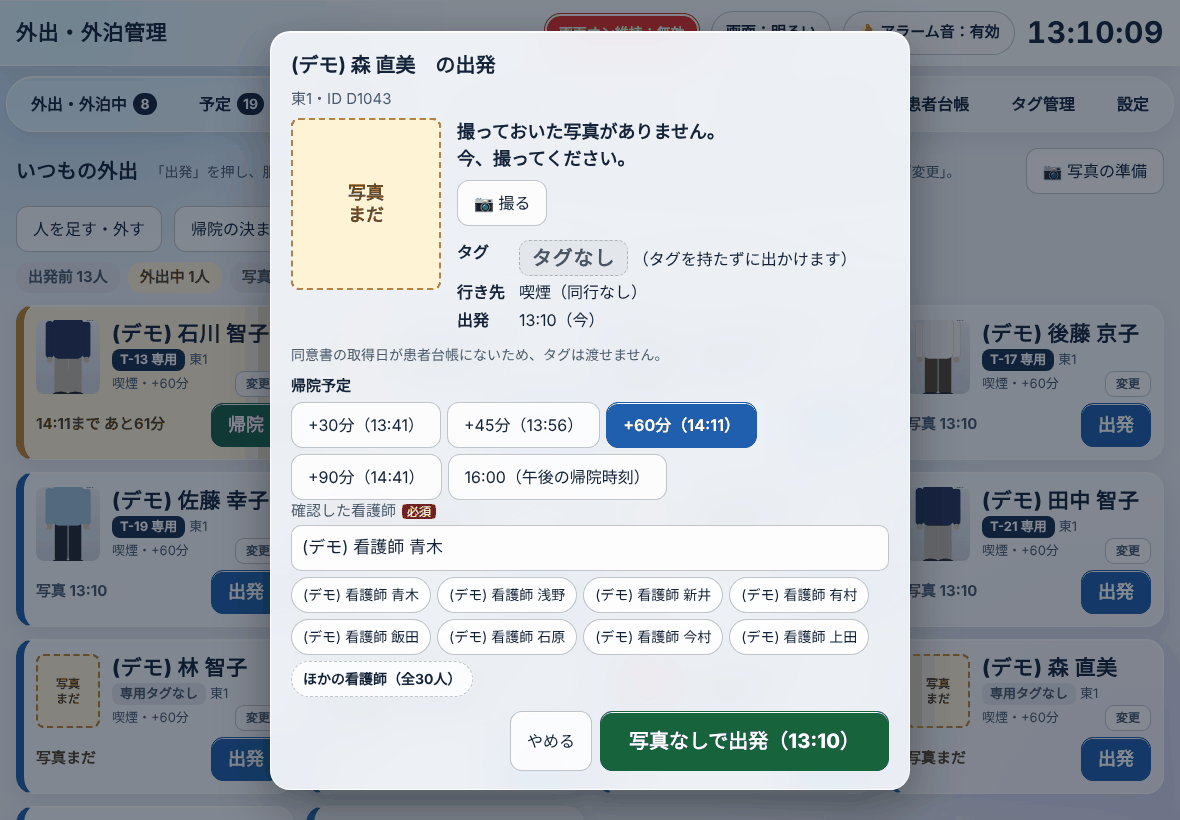 外出・外泊管理
画面オン維持：無効
画面：明るい
アラーム音：有効
13:10:09
外出・外泊中 8
予定 19
患者台帳
タグ管理
設定
いつもの外出
「出発」を押し、
変更」。
📷 写真の準備
人を足す・外す
帰院の決ま
出発前 13人
外出中 1人
写真
(デモ) 石川 智子
T-13 専用 東1
喫煙・+60分
変更
14:11まで あと61分
帰院
(デモ) 後藤 京子
T-17 専用 東1
喫煙・+60分
変更
写真 13:10
出発
(デモ) 佐藤 幸子
T-19 専用 東1
喫煙・+60分
変更
写真 13:10
出発
(デモ) 田中 智子
T-21 専用 東1
喫煙・+60分
変更
写真 13:10
出発
写真
まだ
(デモ) 林 智子
専用タグなし 東1
喫煙・+60分
変更
写真まだ
出発
写真
まだ
(デモ) 森 直美
専用タグなし 東1
喫煙・+60分
変更
写真まだ
出発
(デモ) 森 直美　の出発
東1・ID D1043
写真
まだ
撮っておいた写真がありません。
今、撮ってください。
📷 撮る
タグ タグなし （タグを持たずに出かけます）
行き先 喫煙（同行なし）
出発 13:10（今）
同意書の取得日が患者台帳にないため、タグは渡せません。
帰院予定
+30分（13:41） +45分（13:56） +60分（14:11）
+90分（14:41） 16:00（午後の帰院時刻）
確認した看護師 必須
(デモ) 看護師 青木
(デモ) 看護師 青木 (デモ) 看護師 浅野 (デモ) 看護師 新井 (デモ) 看護師 有村
(デモ) 看護師 飯田 (デモ) 看護師 石原 (デモ) 看護師 今村 (デモ) 看護師 上田
ほかの看護師（全30人）
やめる 写真なしで出発（13:10）